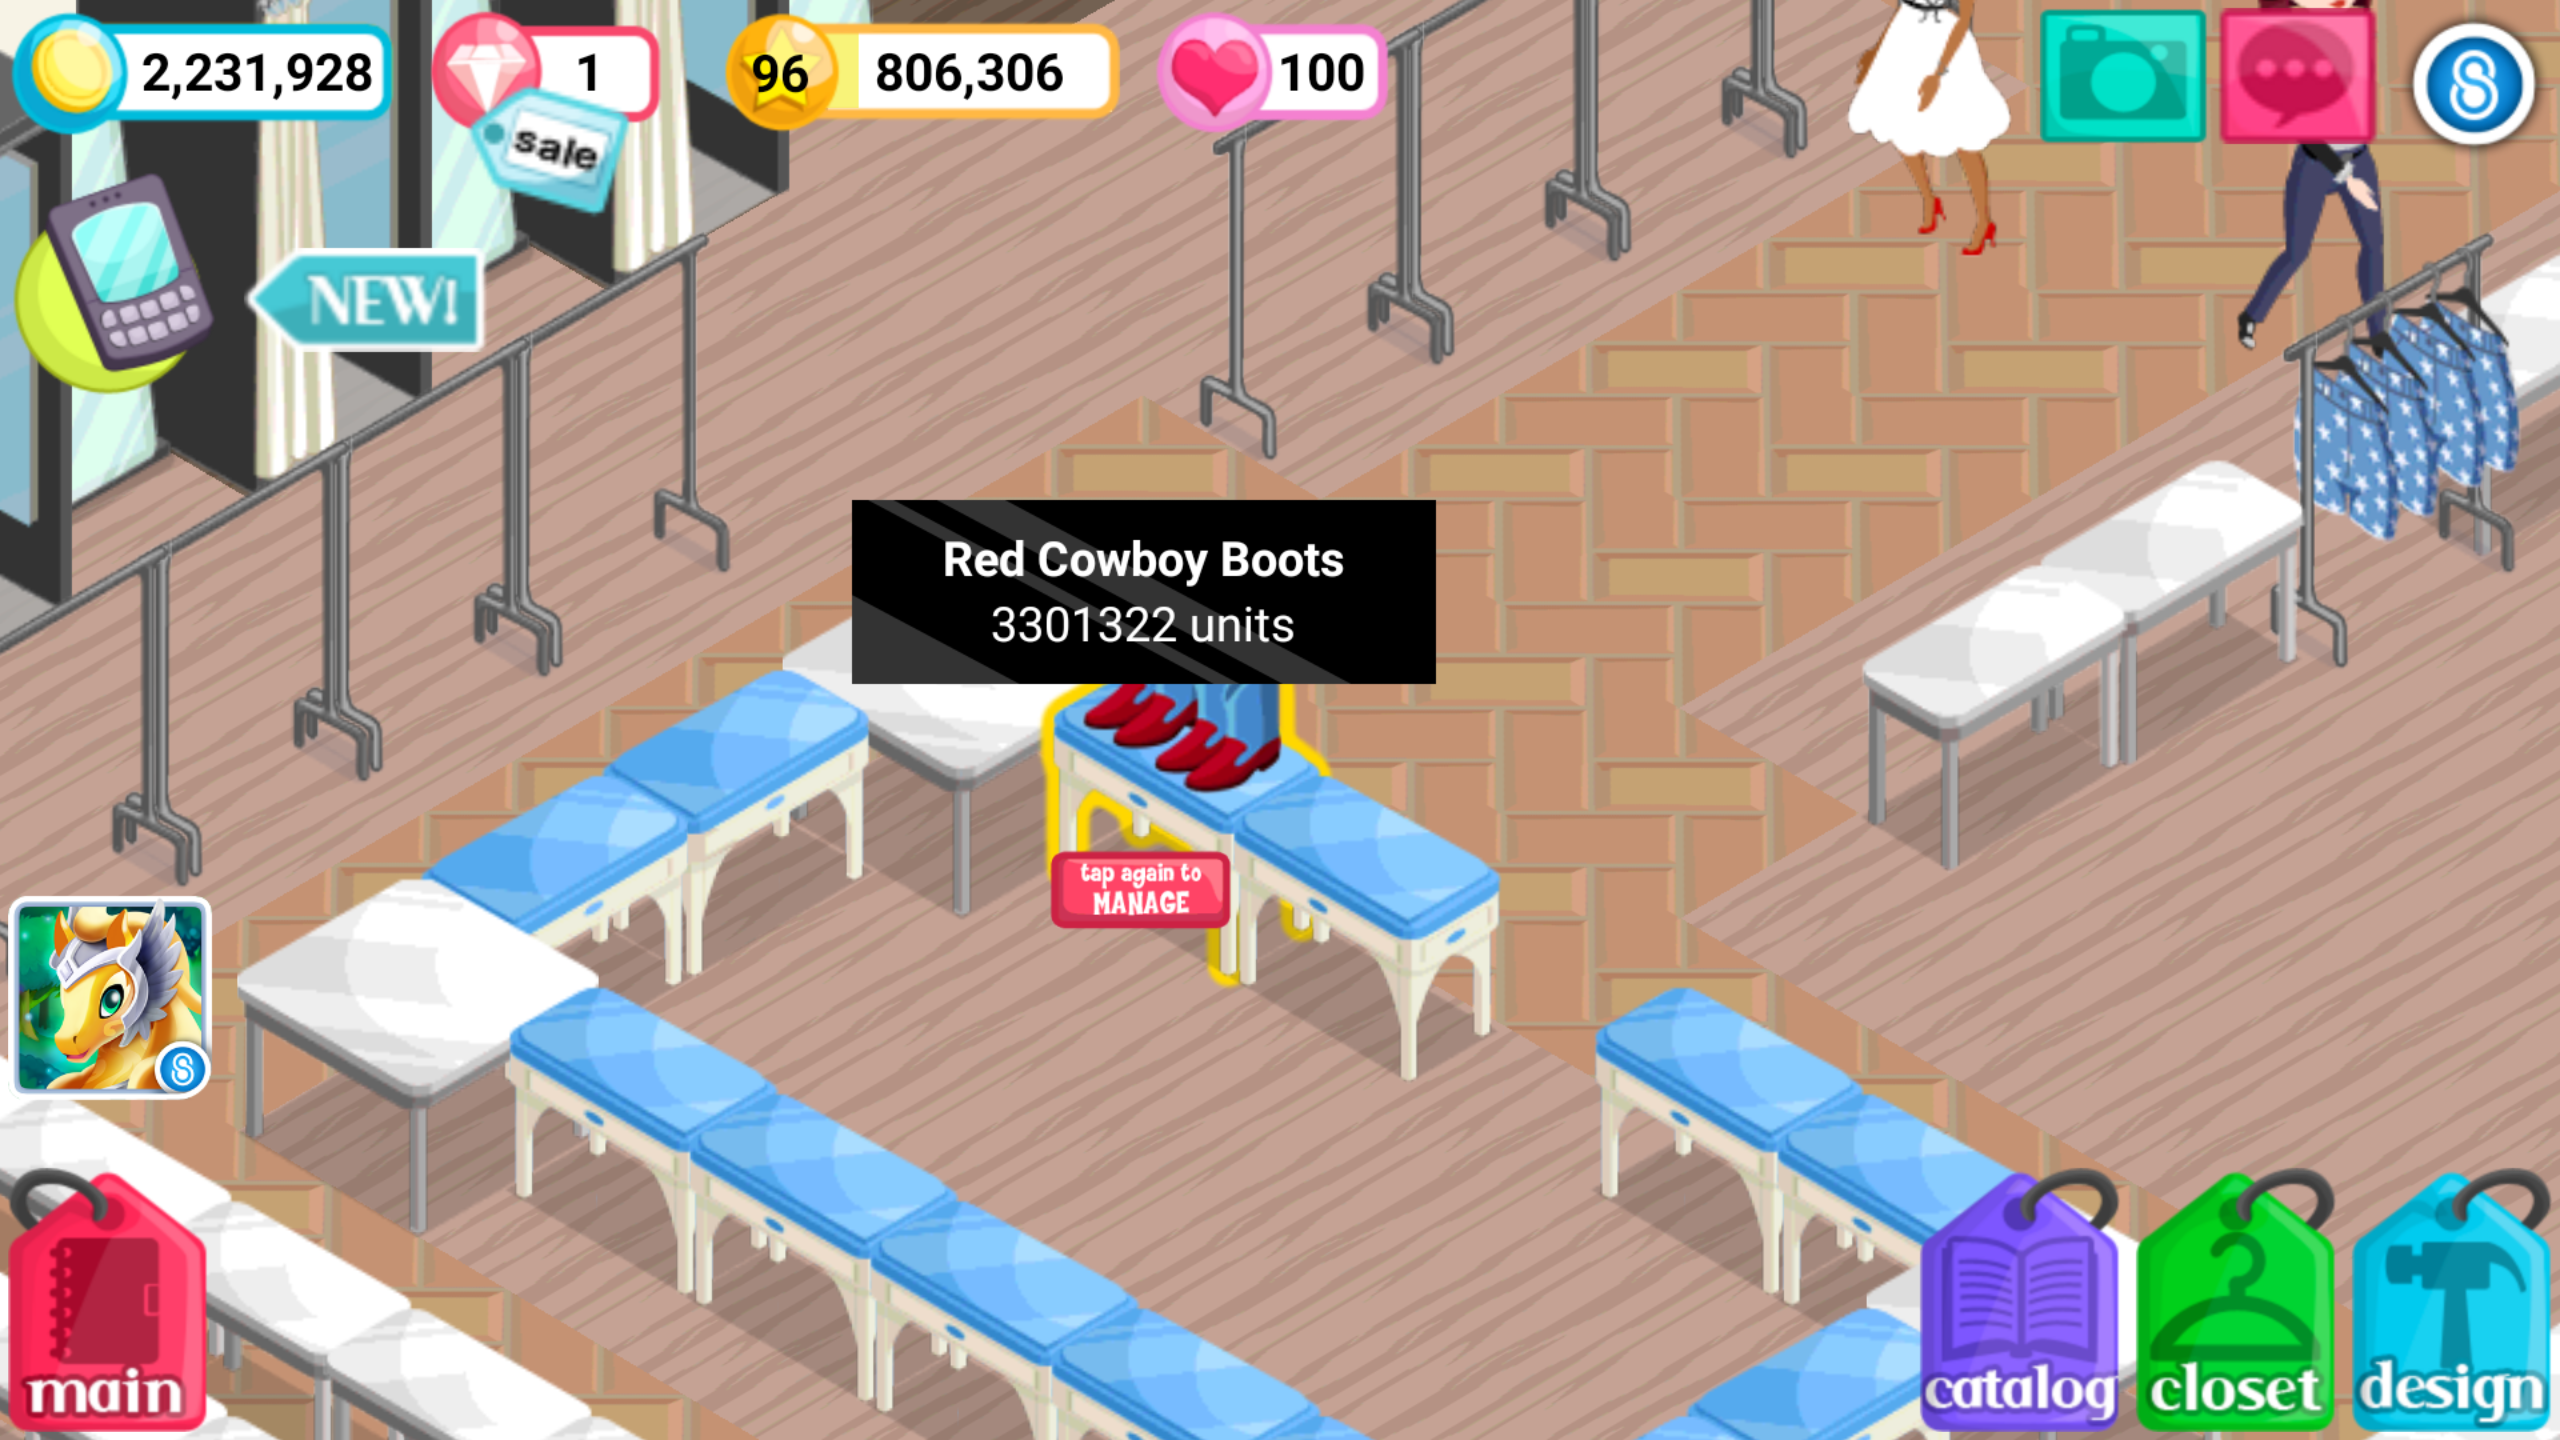 2,231,928
1
96
806,306
100
sale
NEW!
Red Cowboy Boots
3301322 units
tap again to
MANAGE
main
catalog
closet
design